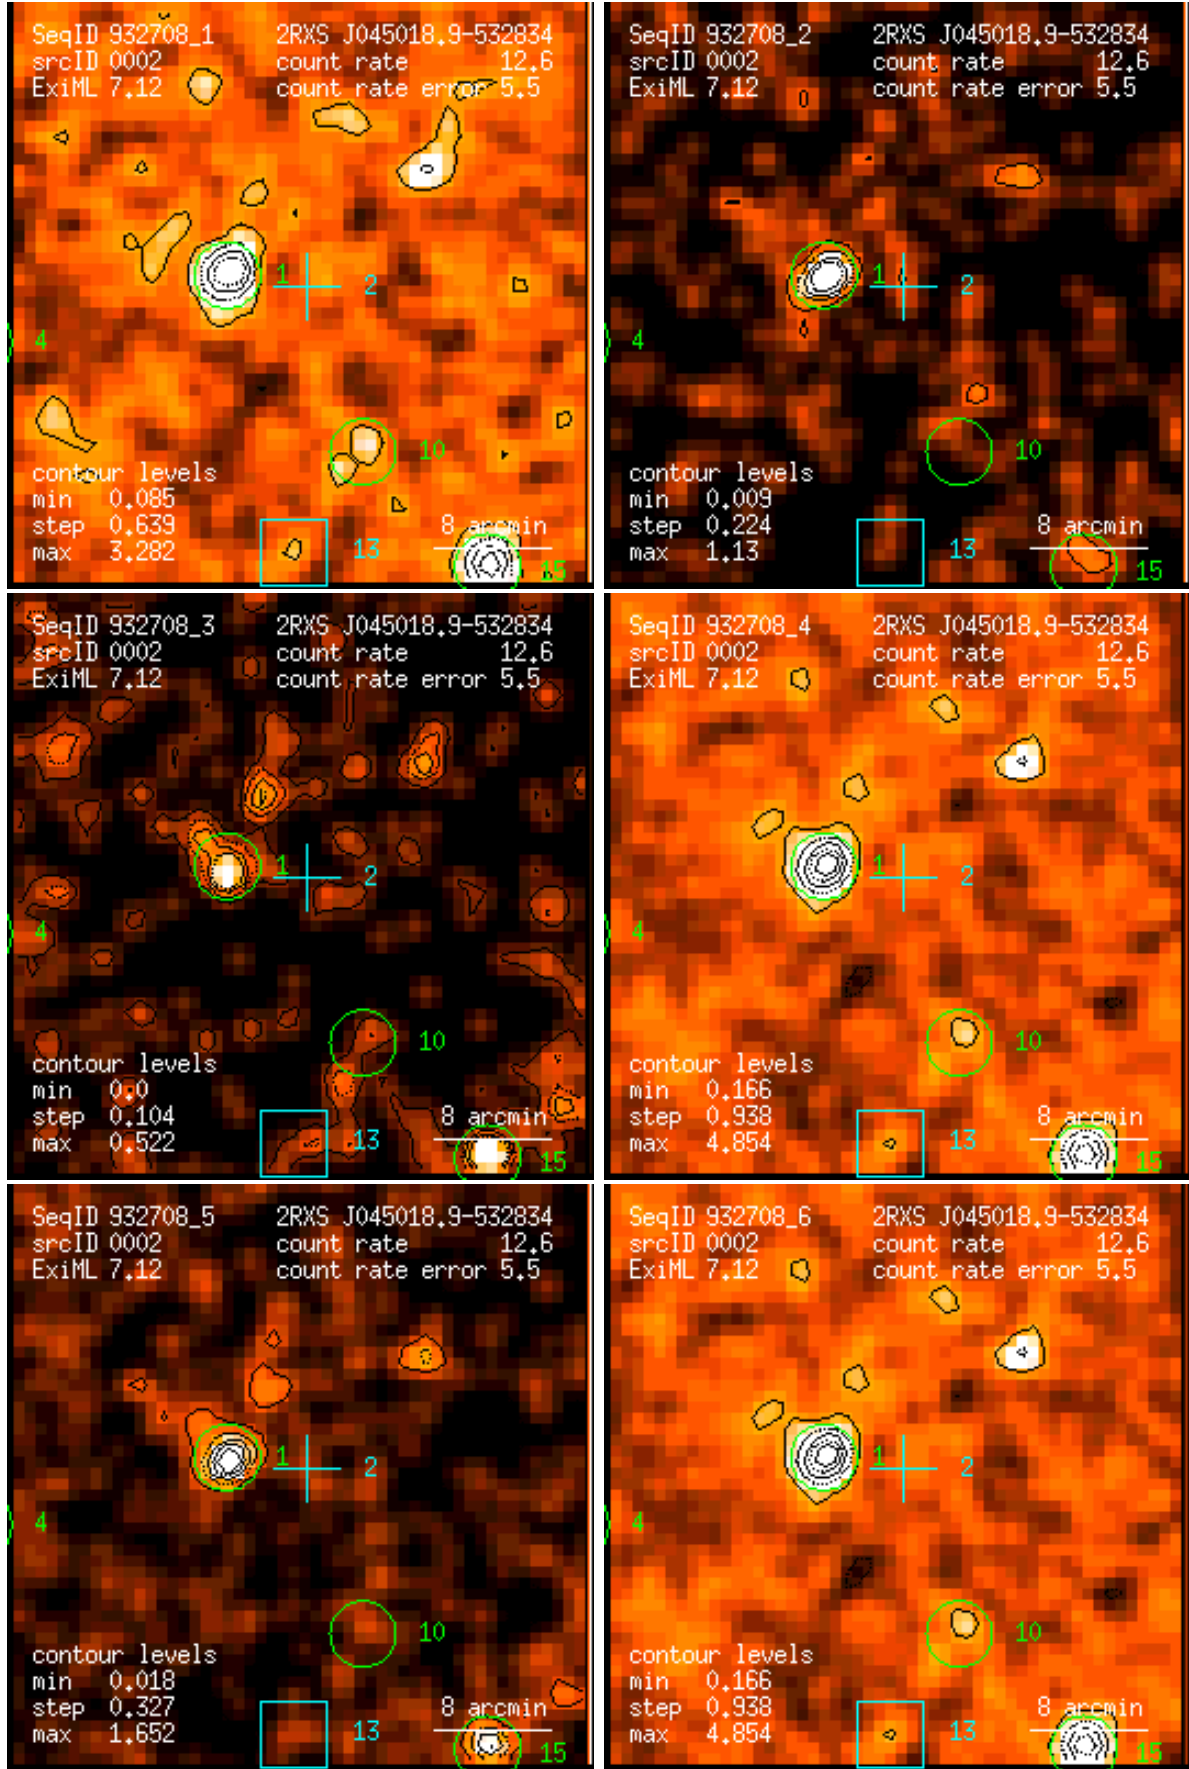 SeqID 932708_1 2RXS J045018.9-532834
srcID 0002 count rate 12.6
ExiML 7.12 count rate error 5.5
1
2
4
10
contour levels
min 0.085
step 0.639 8 arcmin
max 3.282 13
15
SeqID 932708_2 2RXS J045018.9-532834
srcID 0002 count rate 12.6
ExiML 7.12 count rate error 5.5
1
2
4
10
contour levels
min 0.009
step 0.224 8 arcmin
max 1.13 13
15
SeqID 932708_3 2RXS J045018.9-532834
srcID 0002 count rate 12.6
ExiML 7.12 count rate error 5.5
1
2
4
10
contour levels
min 0.0
step 0.104 8 arcmin
max 0.522 13
15
SeqID 932708_4 2RXS J045018.9-532834
srcID 0002 count rate 12.6
ExiML 7.12 count rate error 5.5
1
2
4
10
contour levels
min 0.166
step 0.938 8 arcmin
max 4.854 13
15
SeqID 932708_5 2RXS J045018.9-532834
srcID 0002 count rate 12.6
ExiML 7.12 count rate error 5.5
1
2
4
10
contour levels
min 0.018
step 0.327 8 arcmin
max 1.652 13
15
SeqID 932708_6 2RXS J045018.9-532834
srcID 0002 count rate 12.6
ExiML 7.12 count rate error 5.5
1
2
4
10
contour levels
min 0.166
step 0.938 8 arcmin
max 4.854 13
15